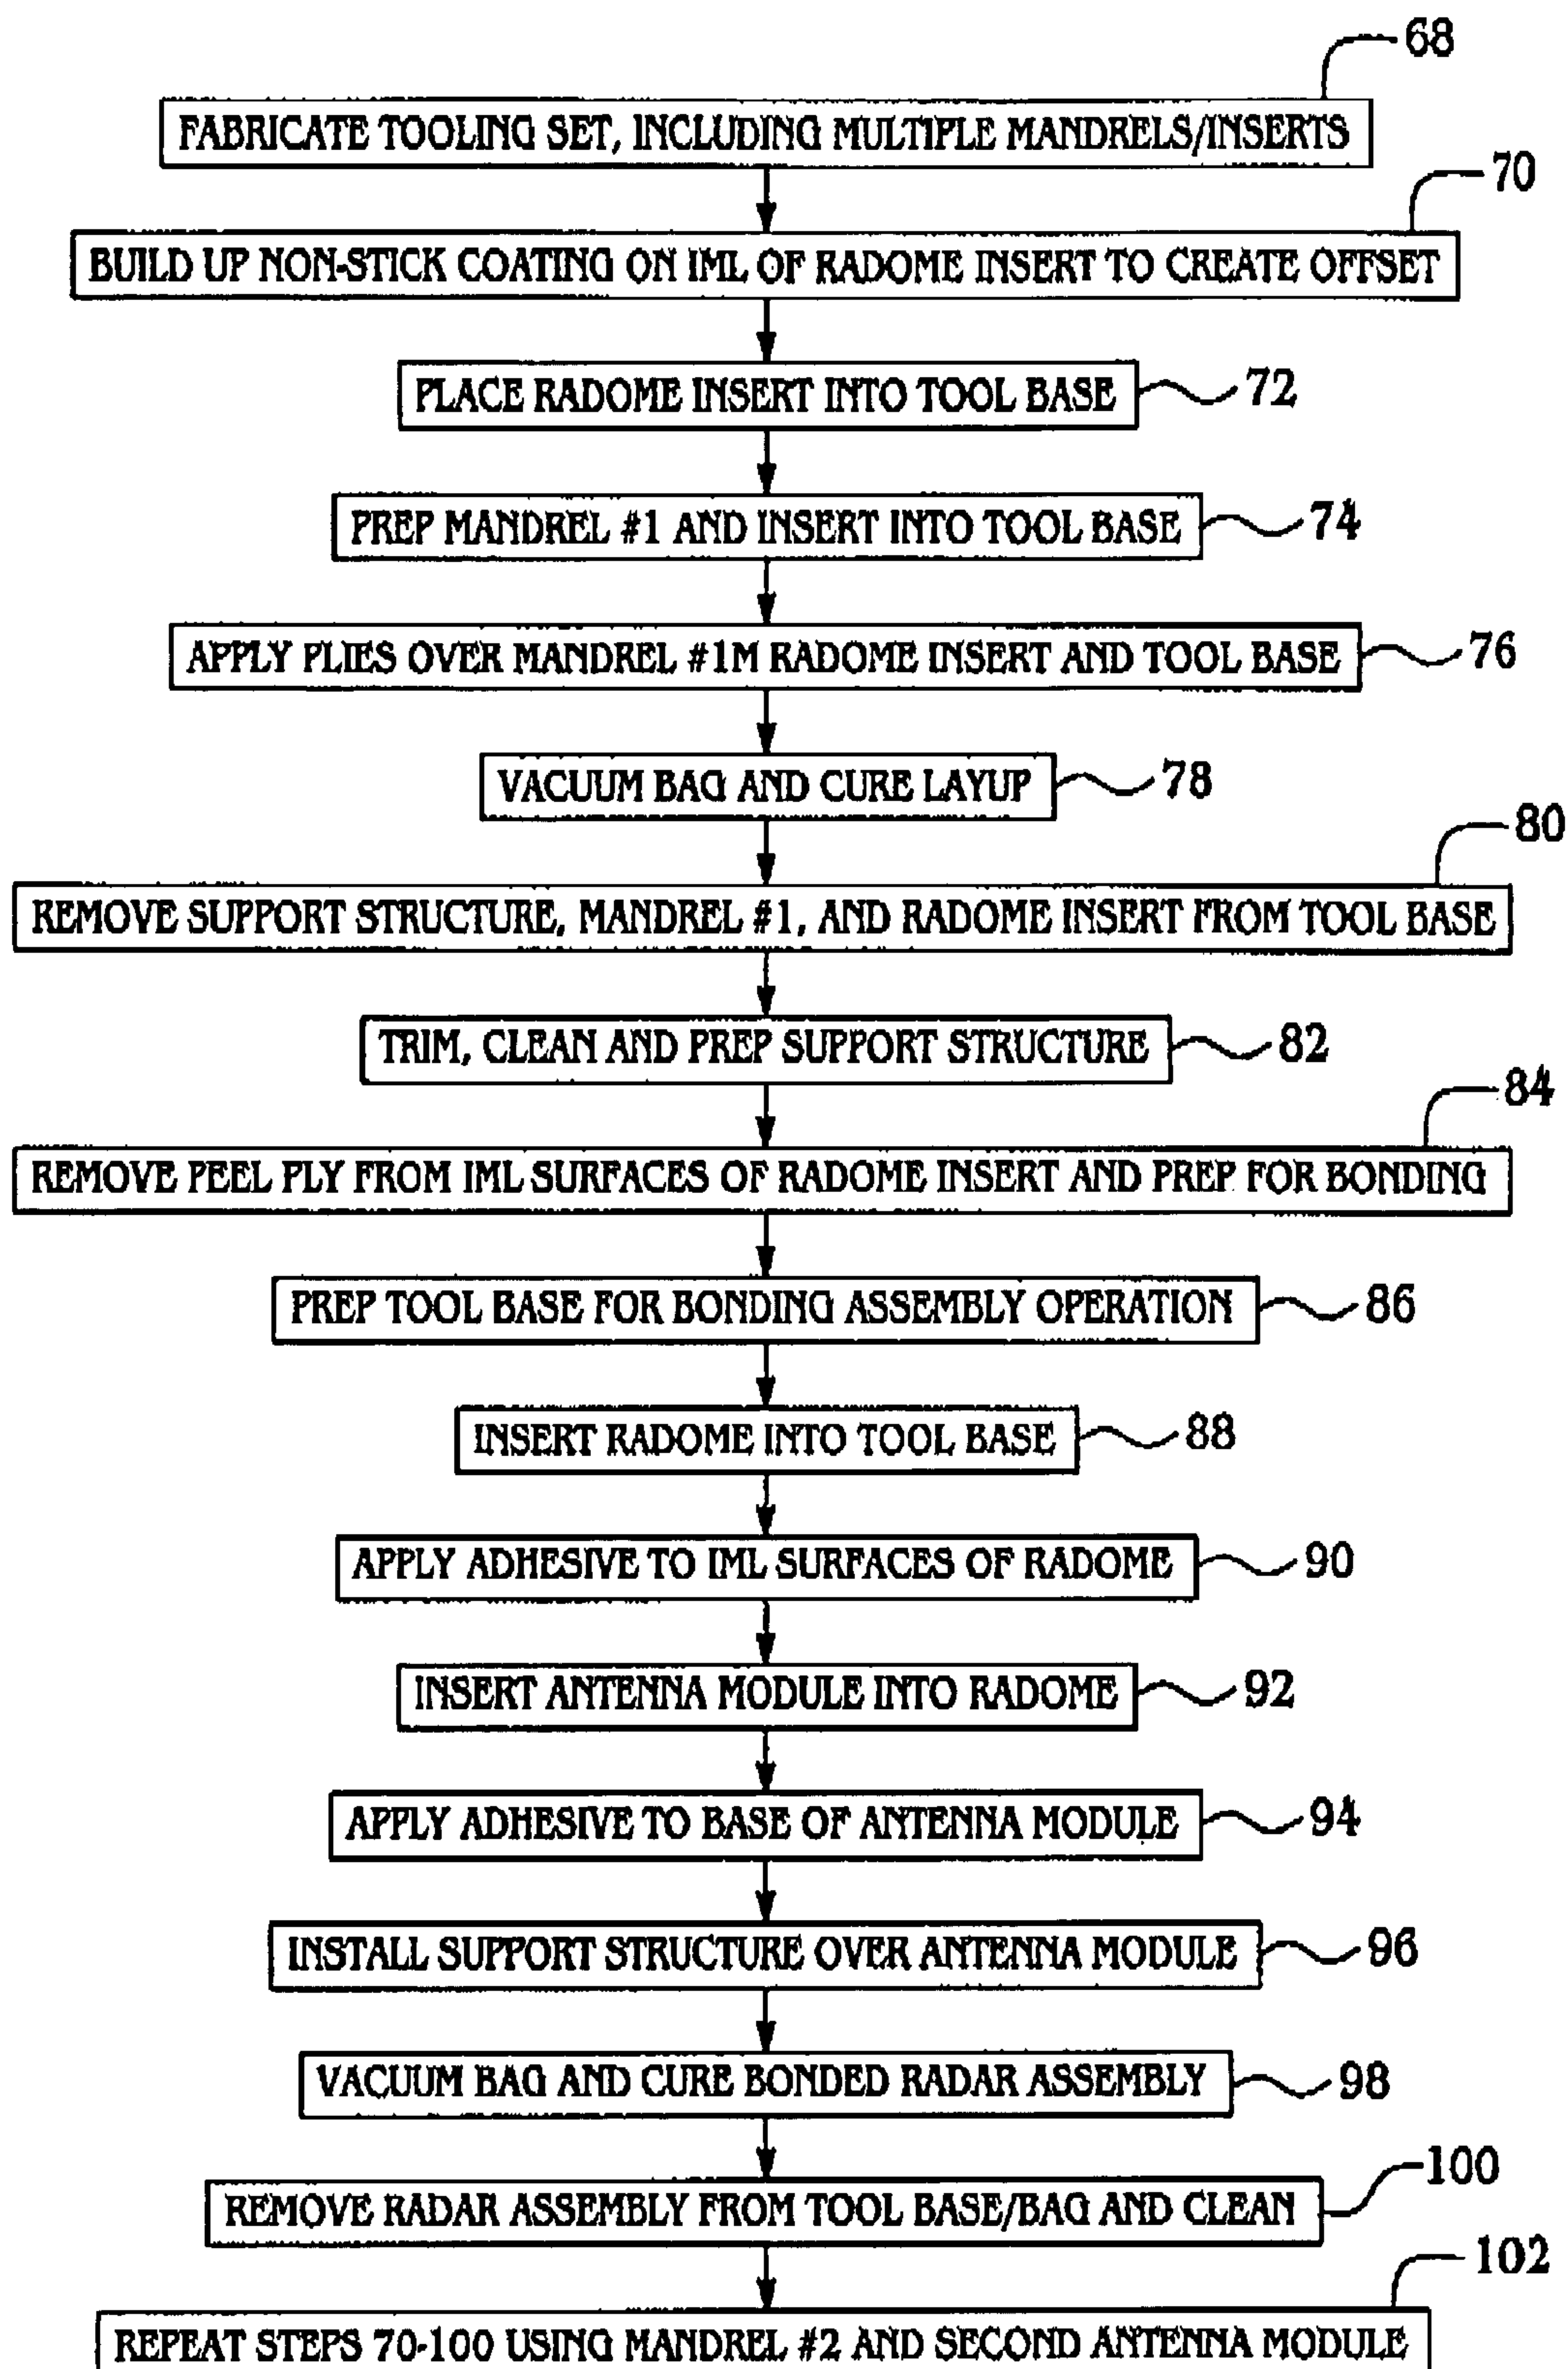 68
FABRICATE TOOLING SET, INCLUDING MULTIPLE MANDRELS/INSERTS
70
BUILD UP NON-STICK COATING ON IML OF RADOME INSERT TO CREATE OFFSET
PLACE RADOME INSERT INTO TOOL BASE 72
PREP MANDREL #1 AND INSERT INTO TOOL BASE 74
APPLY PLIES OVER MANDREL #1M RADOME INSERT AND TOOL BASE 76
VACUUM BAG AND CURE LAYUP 78
80
REMOVE SUPPORT STRUCTURE, MANDREL #1, AND RADOME INSERT FROM TOOL BASE
TRIM, CLEAN AND PREP SUPPORT STRUCTURE 82
84
REMOVE PEEL PLY FROM IML SURFACES OF RADOME INSERT AND PREP FOR BONDING
PREP TOOL BASE FOR BONDING ASSEMBLY OPERATION 86
INSERT RADOME INTO TOOL BASE 88
APPLY ADHESIVE TO IML SURFACES OF RADOME 90
INSERT ANTENNA MODULE INTO RADOME 92
APPLY ADHESIVE TO BASE OF ANTENNA MODULE 94
INSTALL SUPPORT STRUCTURE OVER ANTENNA MODULE 96
VACUUM BAG AND CURE BONDED RADAR ASSEMBLY 98
100
REMOVE RADAR ASSEMBLY FROM TOOL BASE/BAG AND CLEAN
102
REPEAT STEPS 70-100 USING MANDREL #2 AND SECOND ANTENNA MODULE